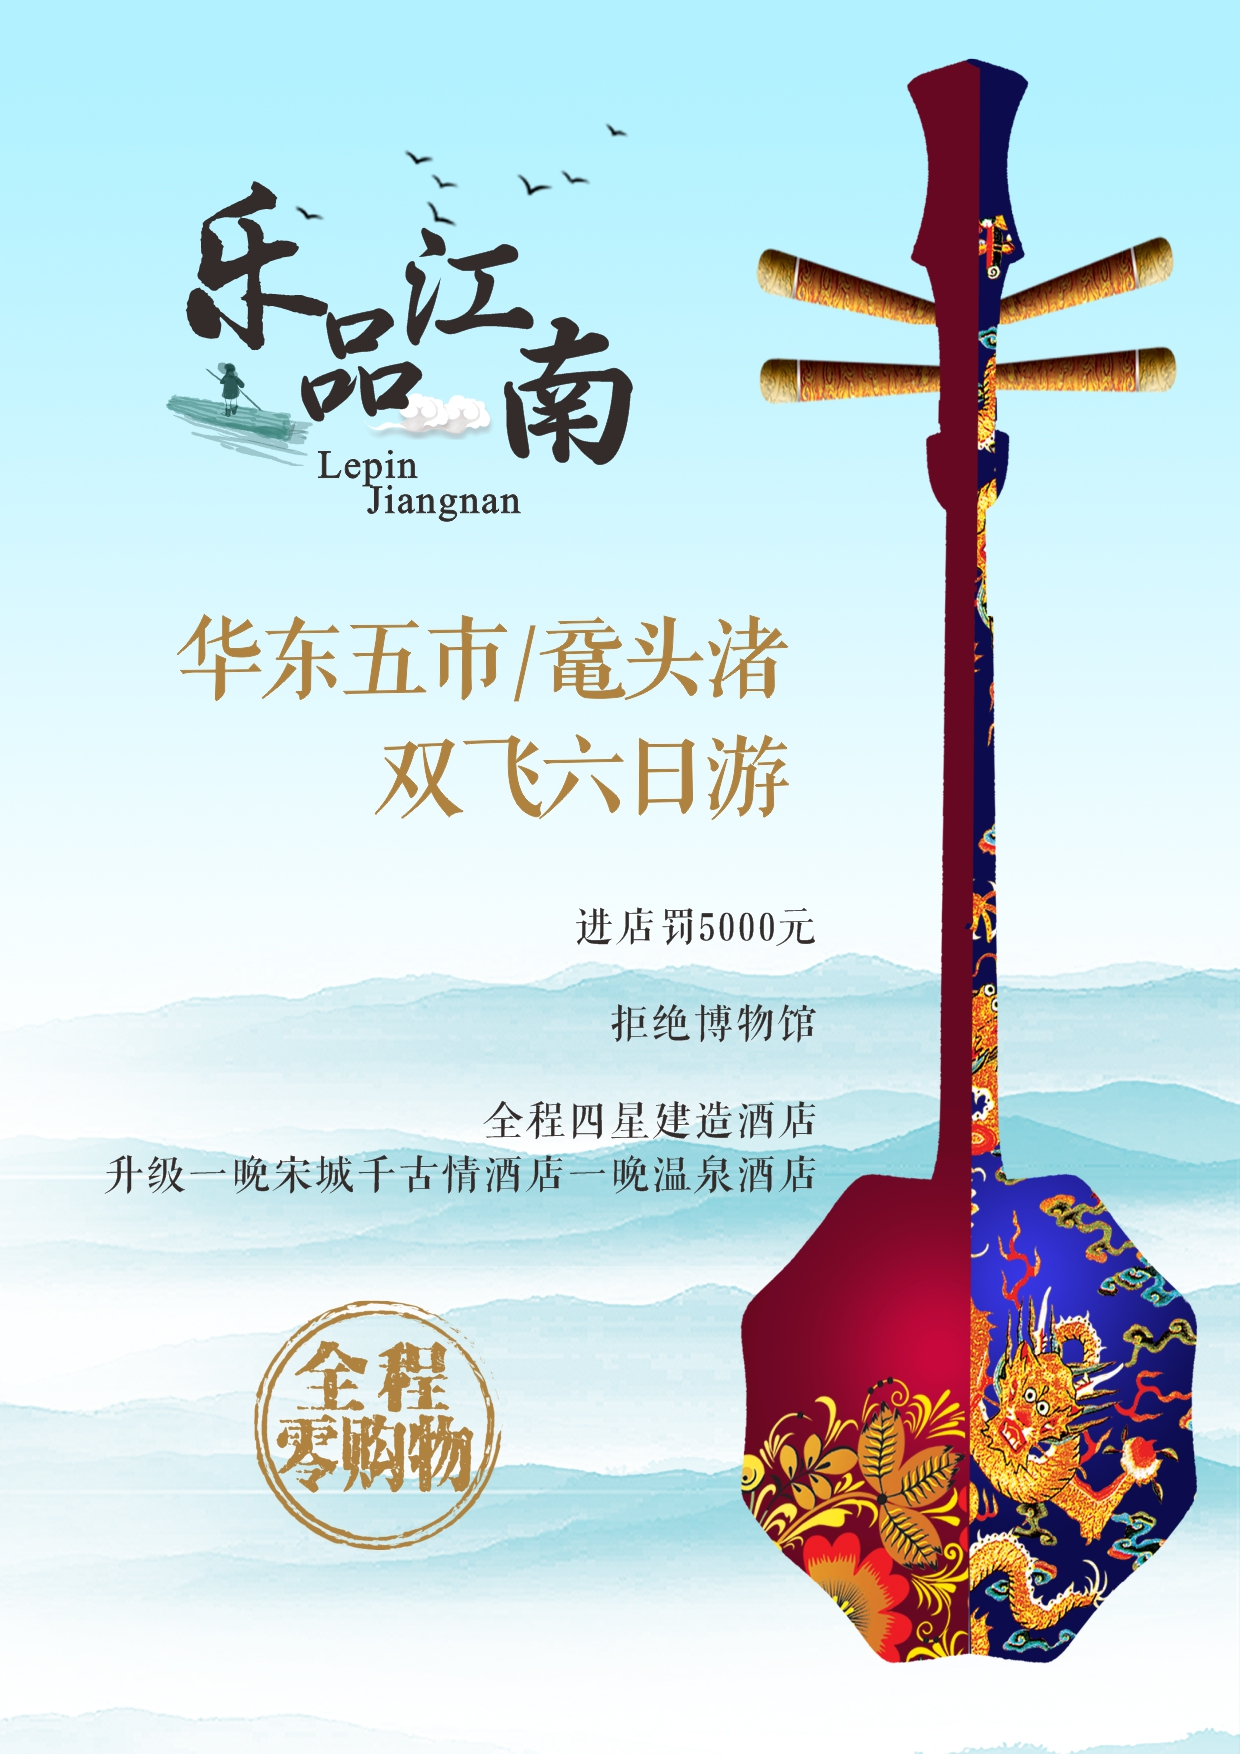 乐品江南
Lepin
Jiangnan
华东五市/鼋头渚
双飞六日游
进店罚5000元
拒绝博物馆
全程四星建造酒店
升级一晚宋城千古情酒店一晚温泉酒店
全程
零购物